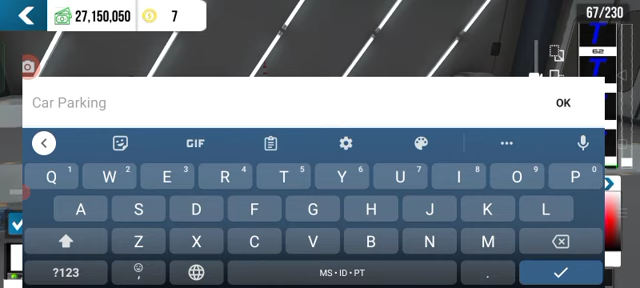 27,150,050
7
67/230
T
62
T
Car Parking
OK
GIF
Q 1 W 2 E 3 R 4 T 5 Y 6 U 7 I 8 O 9 P 0
A S D F G H J K L
Z X C V B N M
?123 , MS • ID • PT .